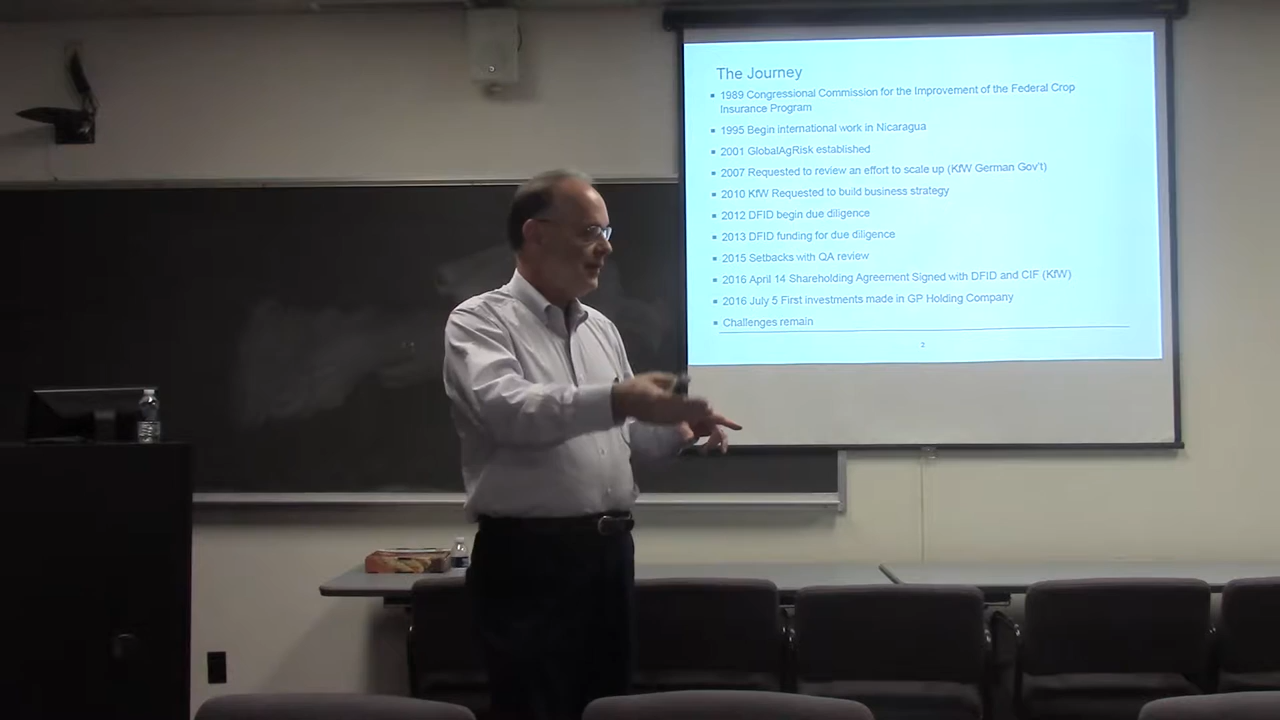 The Journey
1989 Congressional Commission for the Improvement of the Federal Crop
Insurance Program
1995 Begin international work in Nicaragua
2001 GlobalAgRisk established
2007 Requested to review an effort to scale up (KfW German Gov't)
2010 KfW Requested to build business strategy
2012 DFID begin due diligence
2013 DFID funding for due diligence
2015 Setbacks with QA review
2016 April 14 Shareholding Agreement Signed with DFID and CIF (KfW)
2016 July 5 First investments made in GP Holding Company
Challenges remain
2